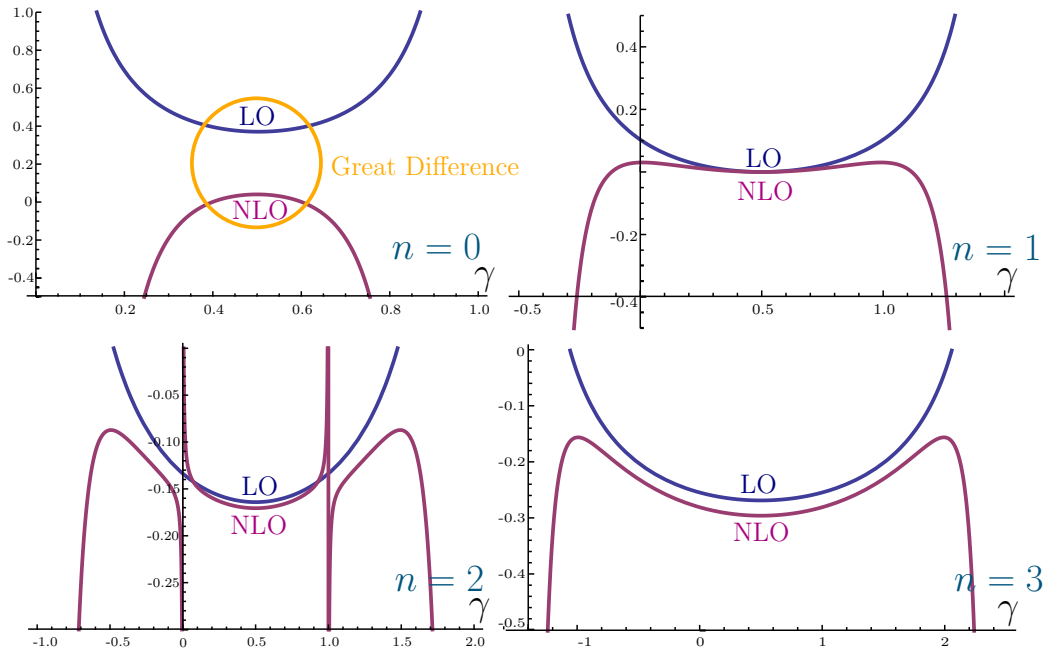 1.0
0.8
0.6
0.4
0.2
0
-0.2
-0.4
LO
Great Difference
NLO
n = 0
γ
0.2
0.4
0.6
0.8
1.0
0.4
0.2
-0.2
-0.4
LO
NLO
n = 1
γ
-0.5
0.5
1.0
-0.05
-0.10
-0.15
-0.20
-0.25
LO
NLO
n = 2
γ
-1.0
-0.5
0
0.5
1.0
1.5
2.0
0
-0.1
-0.2
-0.3
-0.4
-0.5
LO
NLO
n = 3
γ
-1
0
1
2